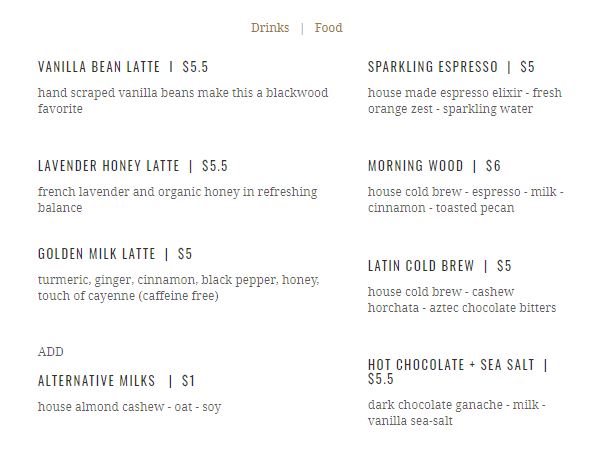 Drinks | Food
VANILLA BEAN LATTE | $5.5
hand scraped vanilla beans make this a blackwood
favorite
LAVENDER HONEY LATTE | $5.5
french lavender and organic honey in refreshing
balance
GOLDEN MILK LATTE | $5
turmeric, ginger, cinnamon, black pepper, honey,
touch of cayenne (caffeine free)
ADD
ALTERNATIVE MILKS | $1
house almond cashew - oat - soy
SPARKLING ESPRESSO | $5
house made espresso elixir - fresh
orange zest - sparkling water
MORNING WOOD | $6
house cold brew - espresso - milk -
cinnamon - toasted pecan
LATIN COLD BREW | $5
house cold brew - cashew
horchata - aztec chocolate bitters
HOT CHOCOLATE + SEA SALT |
$5.5
dark chocolate ganache - milk -
vanilla sea-salt